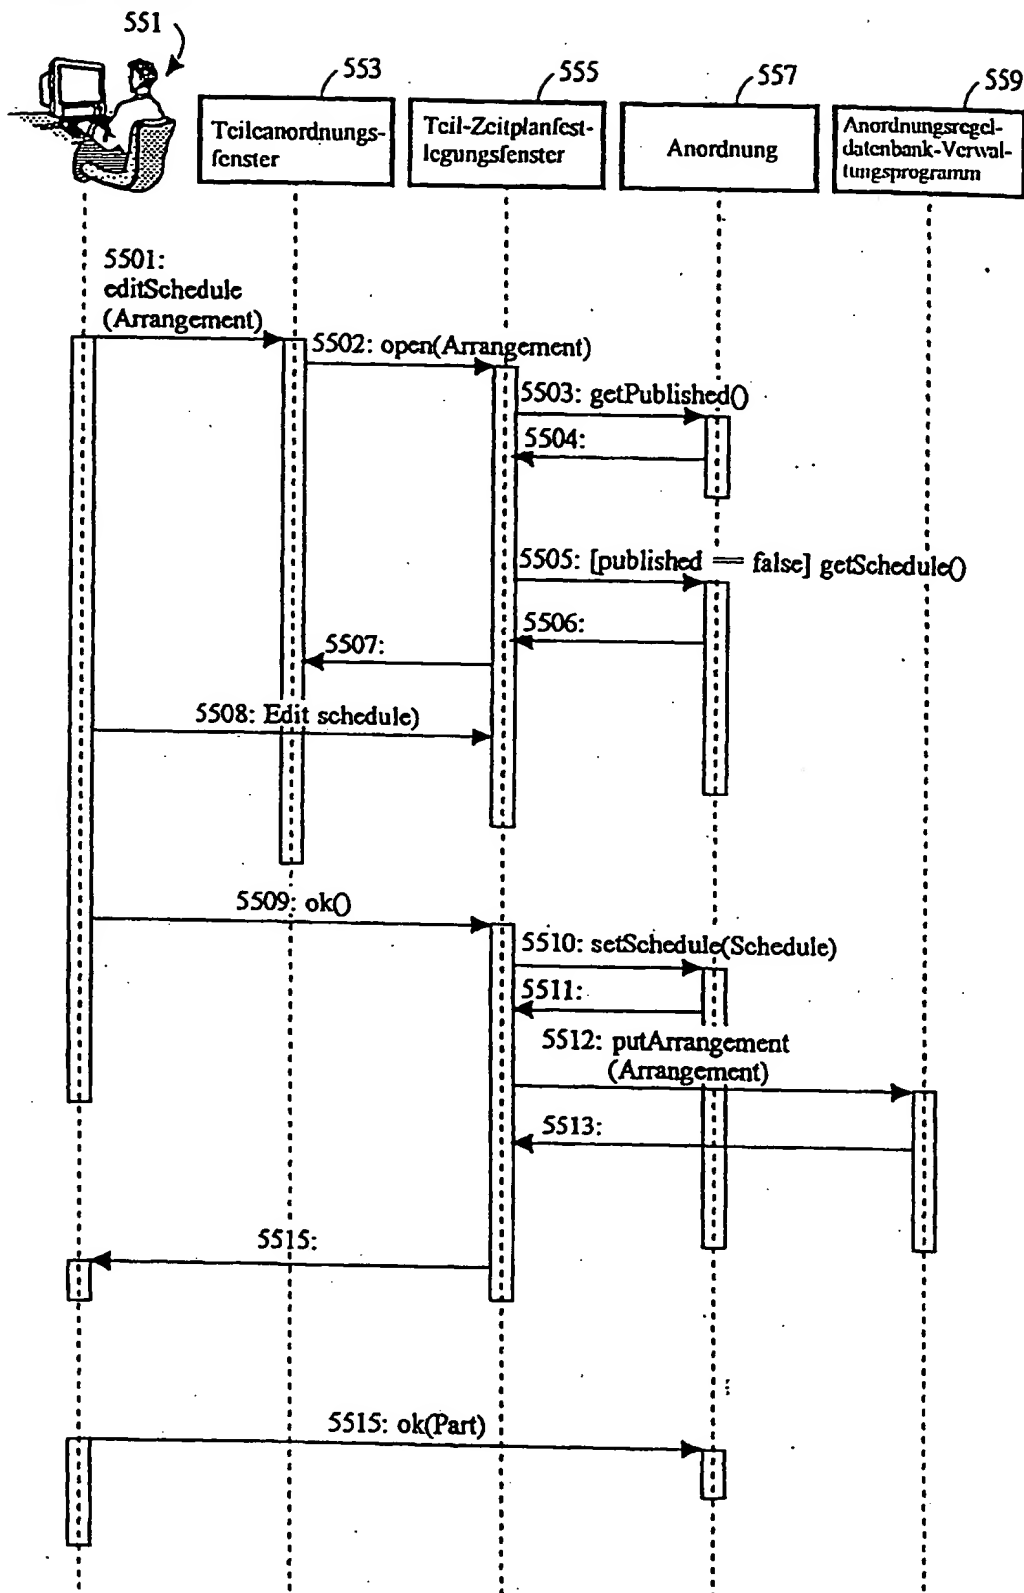 551
553
555
557
559
Teileanordnungs-
fenster
Teil-Zeitplanfest-
legungsfenster
Anordnung
Anordnungsregel-
datenbank-Verwal-
tungsprogramm
5501:
editSchedule
(Arrangement)
5502: open(Arrangement)
5503: getPublished()
5504:
5505: [published == false] getSchedule()
5506:
5507:
5508: Edit schedule)
5509: ok()
5510: setSchedule(Schedule)
5511:
5512: putArrangement
(Arrangement)
5513:
5515:
5515: ok(Part)